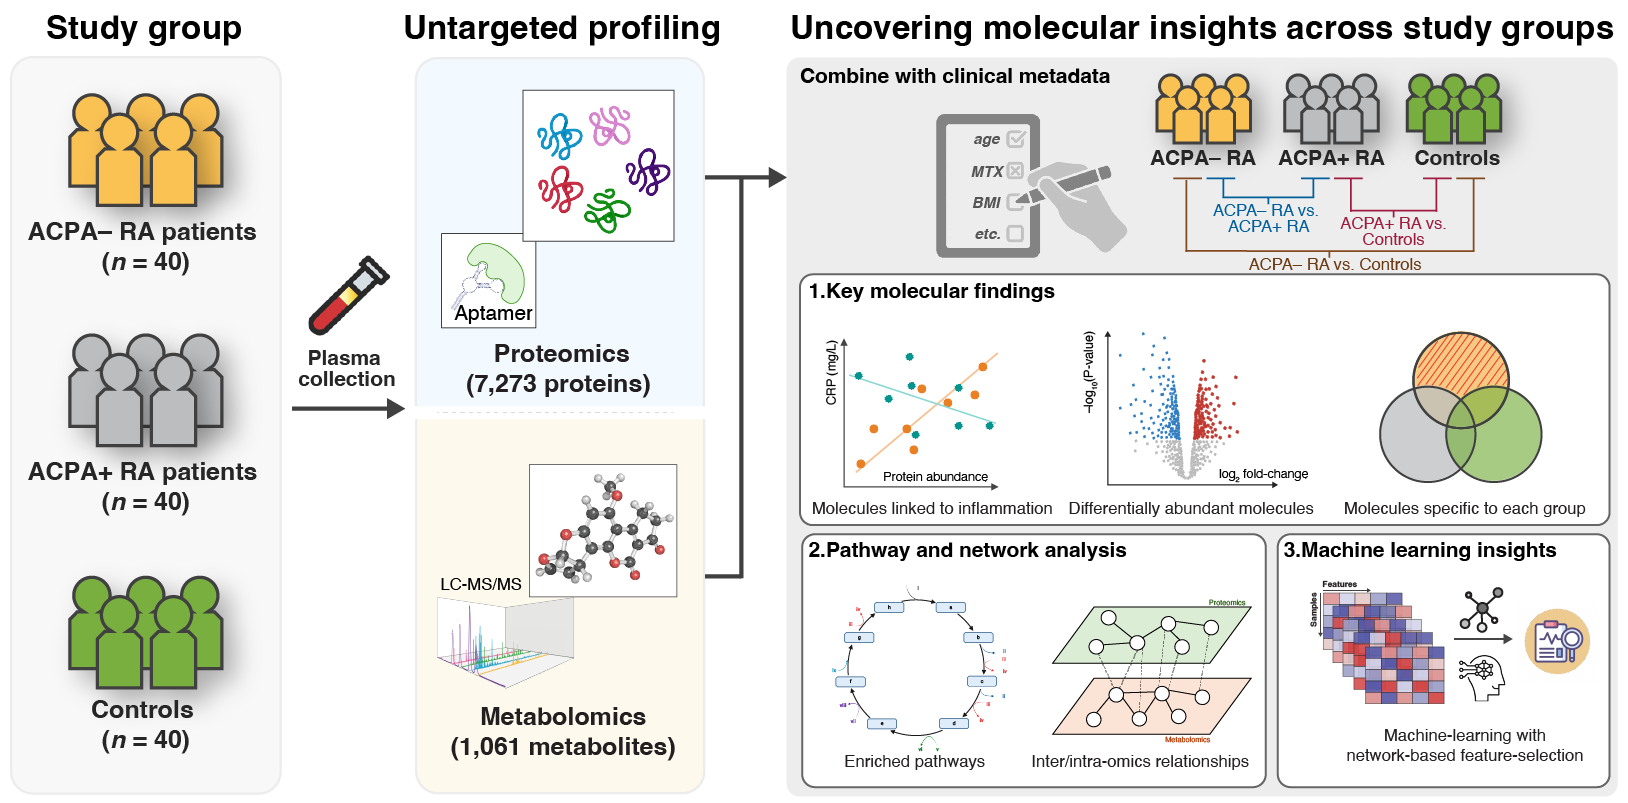 Study group
Untargeted profiling
Uncovering molecular insights across study groups
ACPA– RA patients
(n = 40)
ACPA+ RA patients
(n = 40)
Controls
(n = 40)
Plasma
collection
Aptamer
Proteomics
(7,273 proteins)
LC-MS/MS
Metabolomics
(1,061 metabolites)
Combine with clinical metadata
age
MTX
BMI
etc.
ACPA– RA
ACPA+ RA
Controls
ACPA– RA vs.
ACPA+ RA
ACPA+ RA vs.
Controls
ACPA– RA vs. Controls
1.Key molecular findings
CRP (mg/L)
Protein abundance
Molecules linked to inflammation
–log10(P-value)
log2 fold-change
Differentially abundant molecules
Molecules specific to each group
2.Pathway and network analysis
h
a
g
b
f
c
e
d
Enriched pathways
Proteomics
Metabolomics
Inter/intra-omics relationships
3.Machine learning insights
Features
Samples
Machine-learning with
network-based feature-selection